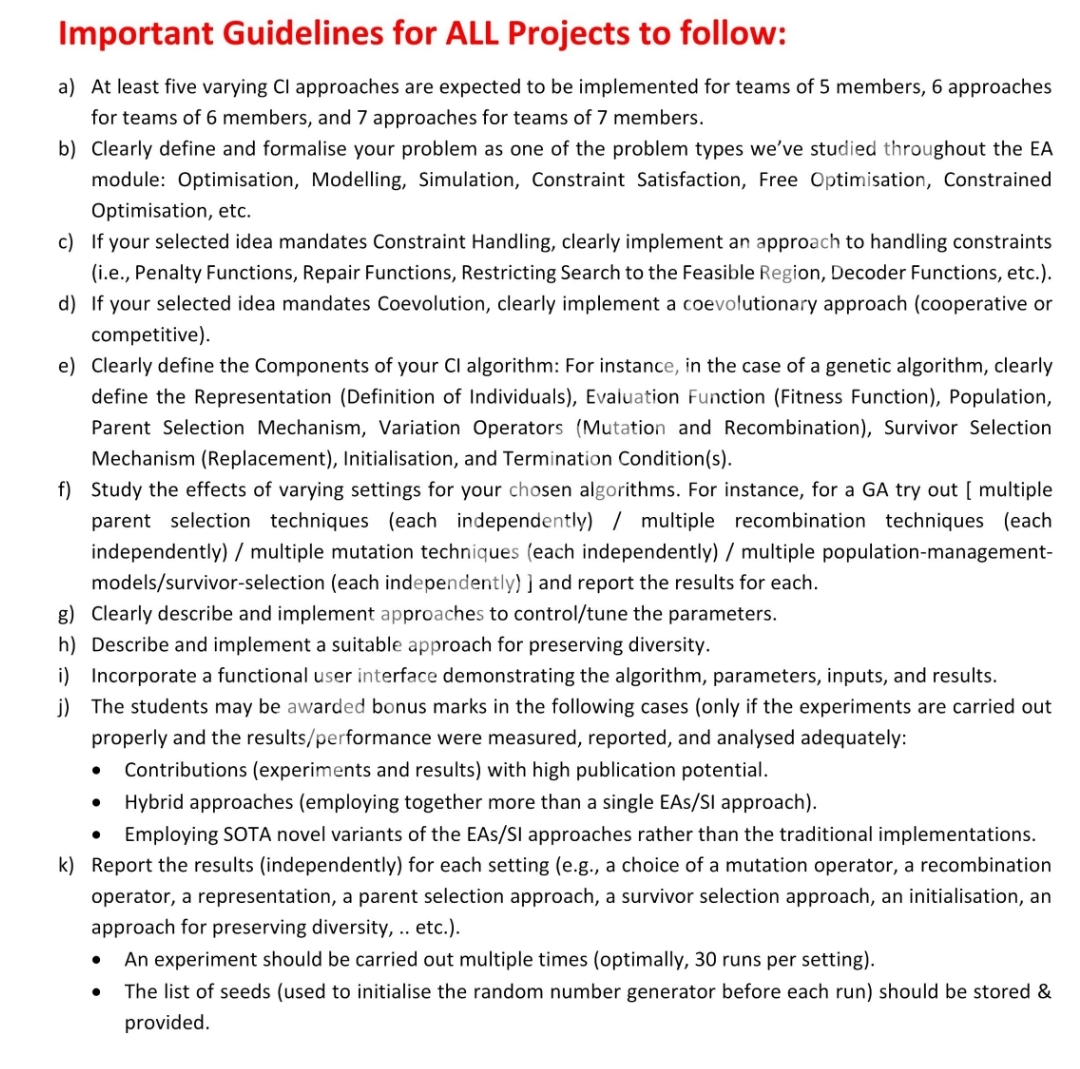 Important Guidelines for ALL Projects to follow:
a) At least five varying CI approaches are expected to be implemented for teams of 5 members, 6 approaches
for teams of 6 members, and 7 approaches for teams of 7 members.
b) Clearly define and formalise your problem as one of the problem types we've studied throughout the EA
module: Optimisation, Modelling, Simulation, Constraint Satisfaction, Free Optimisation, Constrained
Optimisation, etc.
c) If your selected idea mandates Constraint Handling, clearly implement an approach to handling constraints
(i.e., Penalty Functions, Repair Functions, Restricting Search to the Feasible Region, Decoder Functions, etc.).
d) If your selected idea mandates Coevolution, clearly implement a coevolutionary approach (cooperative or
competitive).
e) Clearly define the Components of your CI algorithm: For instance, in the case of a genetic algorithm, clearly
define the Representation (Definition of Individuals), Evaluation Function (Fitness Function), Population,
Parent Selection Mechanism, Variation Operators (Mutation and Recombination), Survivor Selection
Mechanism (Replacement), Initialisation, and Termination Condition(s).
f) Study the effects of varying settings for your chosen algorithms. For instance, for a GA try out [ multiple
parent selection techniques (each independently) / multiple recombination techniques (each
independently) / multiple mutation techniques (each independently) / multiple population-management-
models/survivor-selection (each independently) ] and report the results for each.
g) Clearly describe and implement approaches to control/tune the parameters.
h) Describe and implement a suitable approach for preserving diversity.
i) Incorporate a functional user interface demonstrating the algorithm, parameters, inputs, and results.
j) The students may be awarded bonus marks in the following cases (only if the experiments are carried out
properly and the results/performance were measured, reported, and analysed adequately:
• Contributions (experiments and results) with high publication potential.
• Hybrid approaches (employing together more than a single EAs/SI approach).
• Employing SOTA novel variants of the EAs/SI approaches rather than the traditional implementations.
k) Report the results (independently) for each setting (e.g., a choice of a mutation operator, a recombination
operator, a representation, a parent selection approach, a survivor selection approach, an initialisation, an
approach for preserving diversity, .. etc.).
• An experiment should be carried out multiple times (optimally, 30 runs per setting).
• The list of seeds (used to initialise the random number generator before each run) should be stored &
provided.